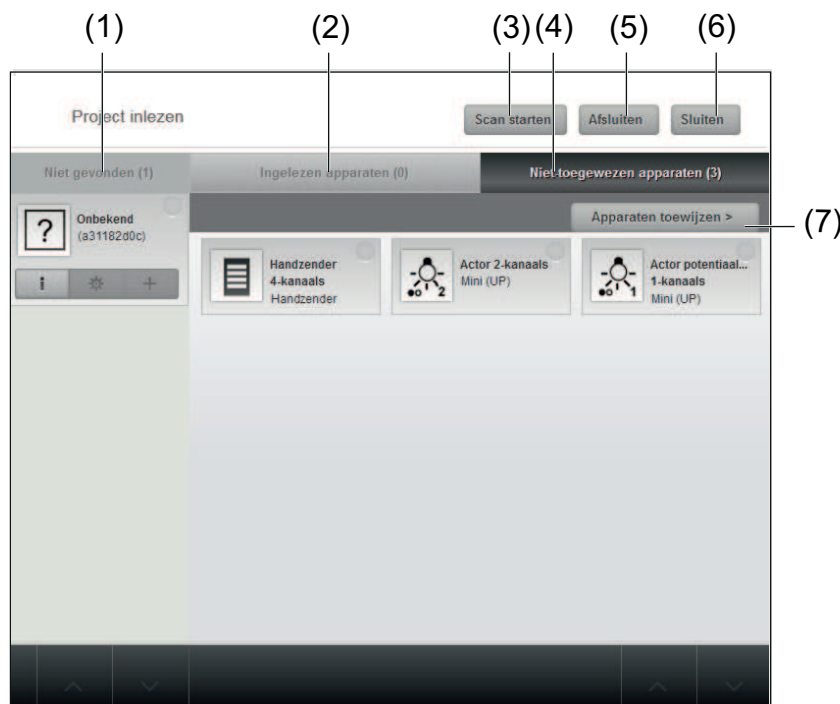 (1) (2) (3) (4) (5) (6)
Project inlezen Scan starten Afsluiten Sluiten
Niet gevonden (1) Ingelezen apparaten (0) Niet toegewezen apparaten (3)
Apparaten toewijzen > (7)
?
Onbekend
(a31182d0c)
i
+
Handzender
4-kanaals
Handzender
2
Actor 2-kanaals
Mini (UP)
1
Actor potentiaal...
1-kanaals
Mini (UP)